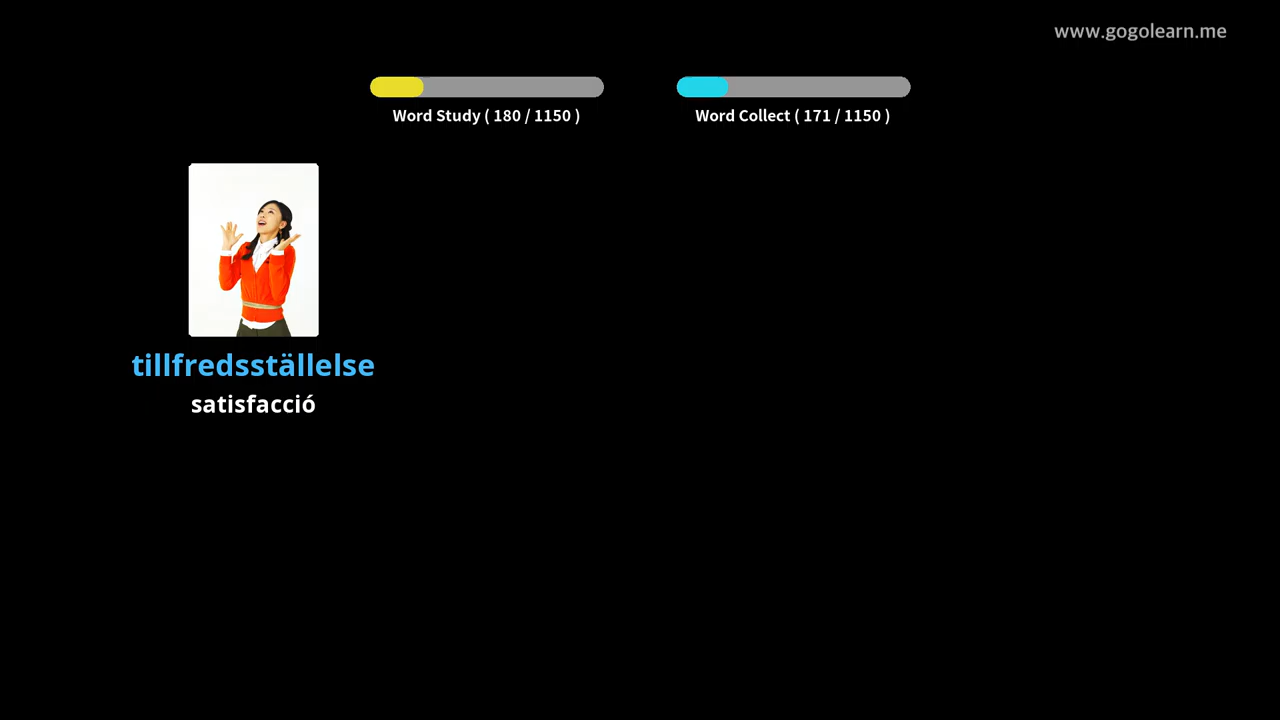 www.gogolearn.me
Word Study ( 180 / 1150 )
Word Collect ( 171 / 1150 )
tillfredsställelse
satisfacció